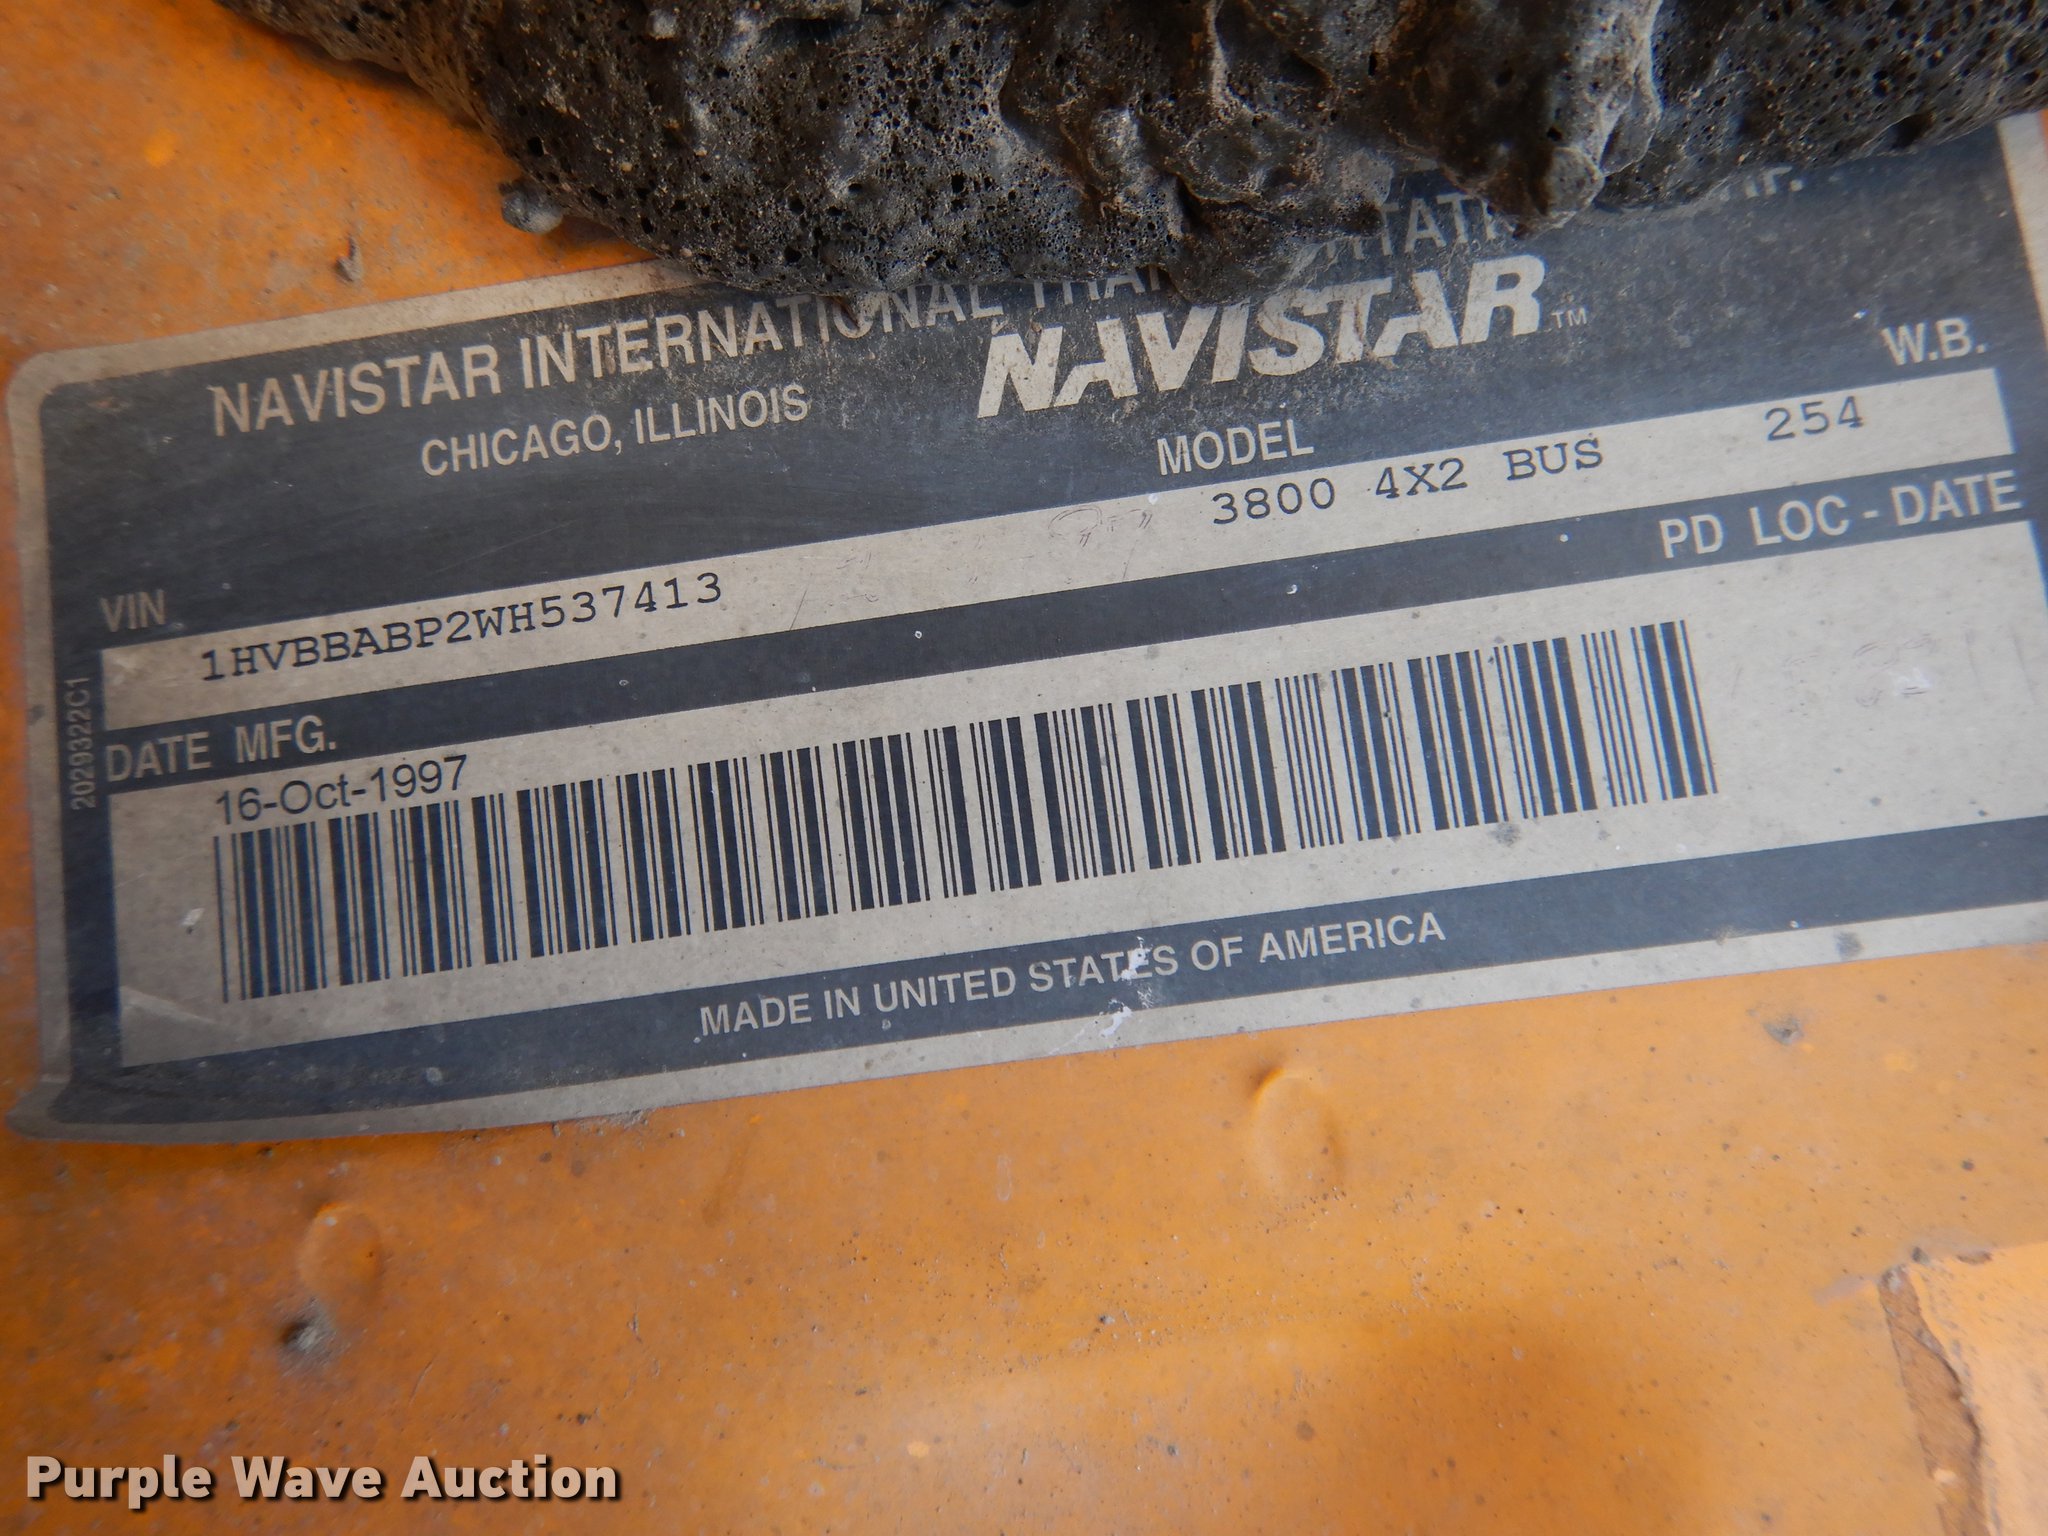 NAVISTAR INTERNATIONAL
CHICAGO, ILLINOIS
NAVISTAR™
VIN
MODEL
W.B.
1HVBBABP2WH537413
3800 4X2 BUS
254
DATE MFG.
PD LOC - DATE
16-Oct-1997
MADE IN UNITED STATES OF AMERICA
2029322C1
Purple Wave Auction